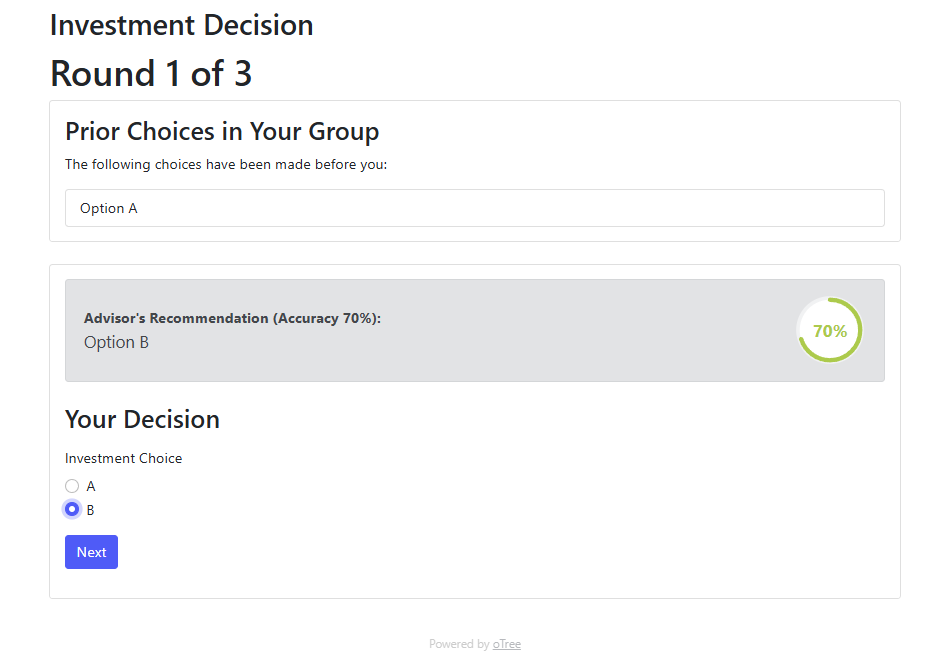 Investment Decision
Round 1 of 3
Prior Choices in Your Group
The following choices have been made before you:
Option A
Advisor's Recommendation (Accuracy 70%):
Option B
70%
Your Decision
Investment Choice
A
B
Next
Powered by oTree